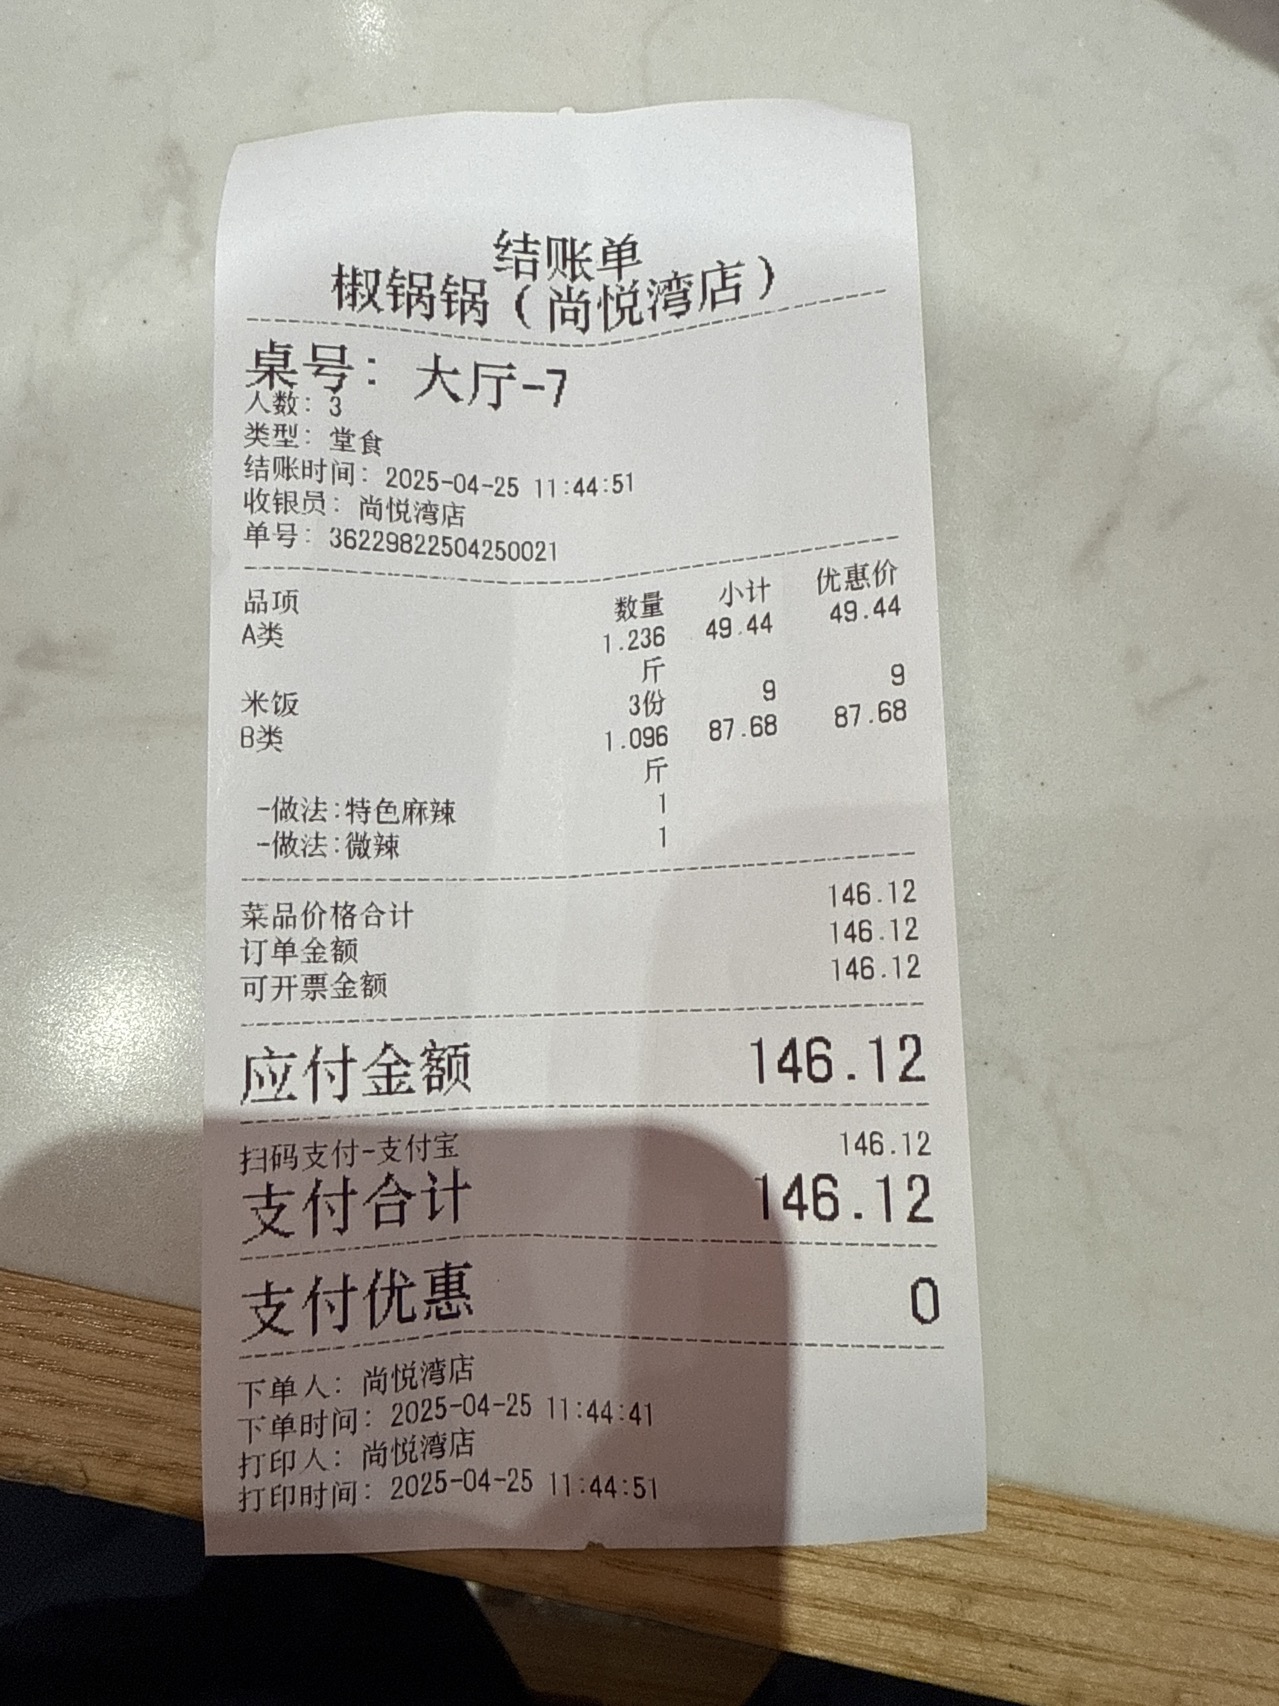 结账单
椒锅锅（尚悦湾店）
桌号： 大厅-7
人数：3
类型：堂食
结账时间：2025-04-25 11:44:51
收银员：尚悦湾店
单号：36229822504250021
品项 数量 小计 优惠价
A类 1.236 49.44 49.44
斤
米饭 3份 9 9
B类 1.096 87.68 87.68
斤
-做法:特色麻辣 1
-做法:微辣 1
菜品价格合计 146.12
订单金额 146.12
可开票金额 146.12
应付金额 146.12
扫码支付-支付宝 146.12
支付合计 146.12
支付优惠 0
下单人：尚悦湾店
下单时间：2025-04-25 11:44:41
打印人：尚悦湾店
打印时间：2025-04-25 11:44:51